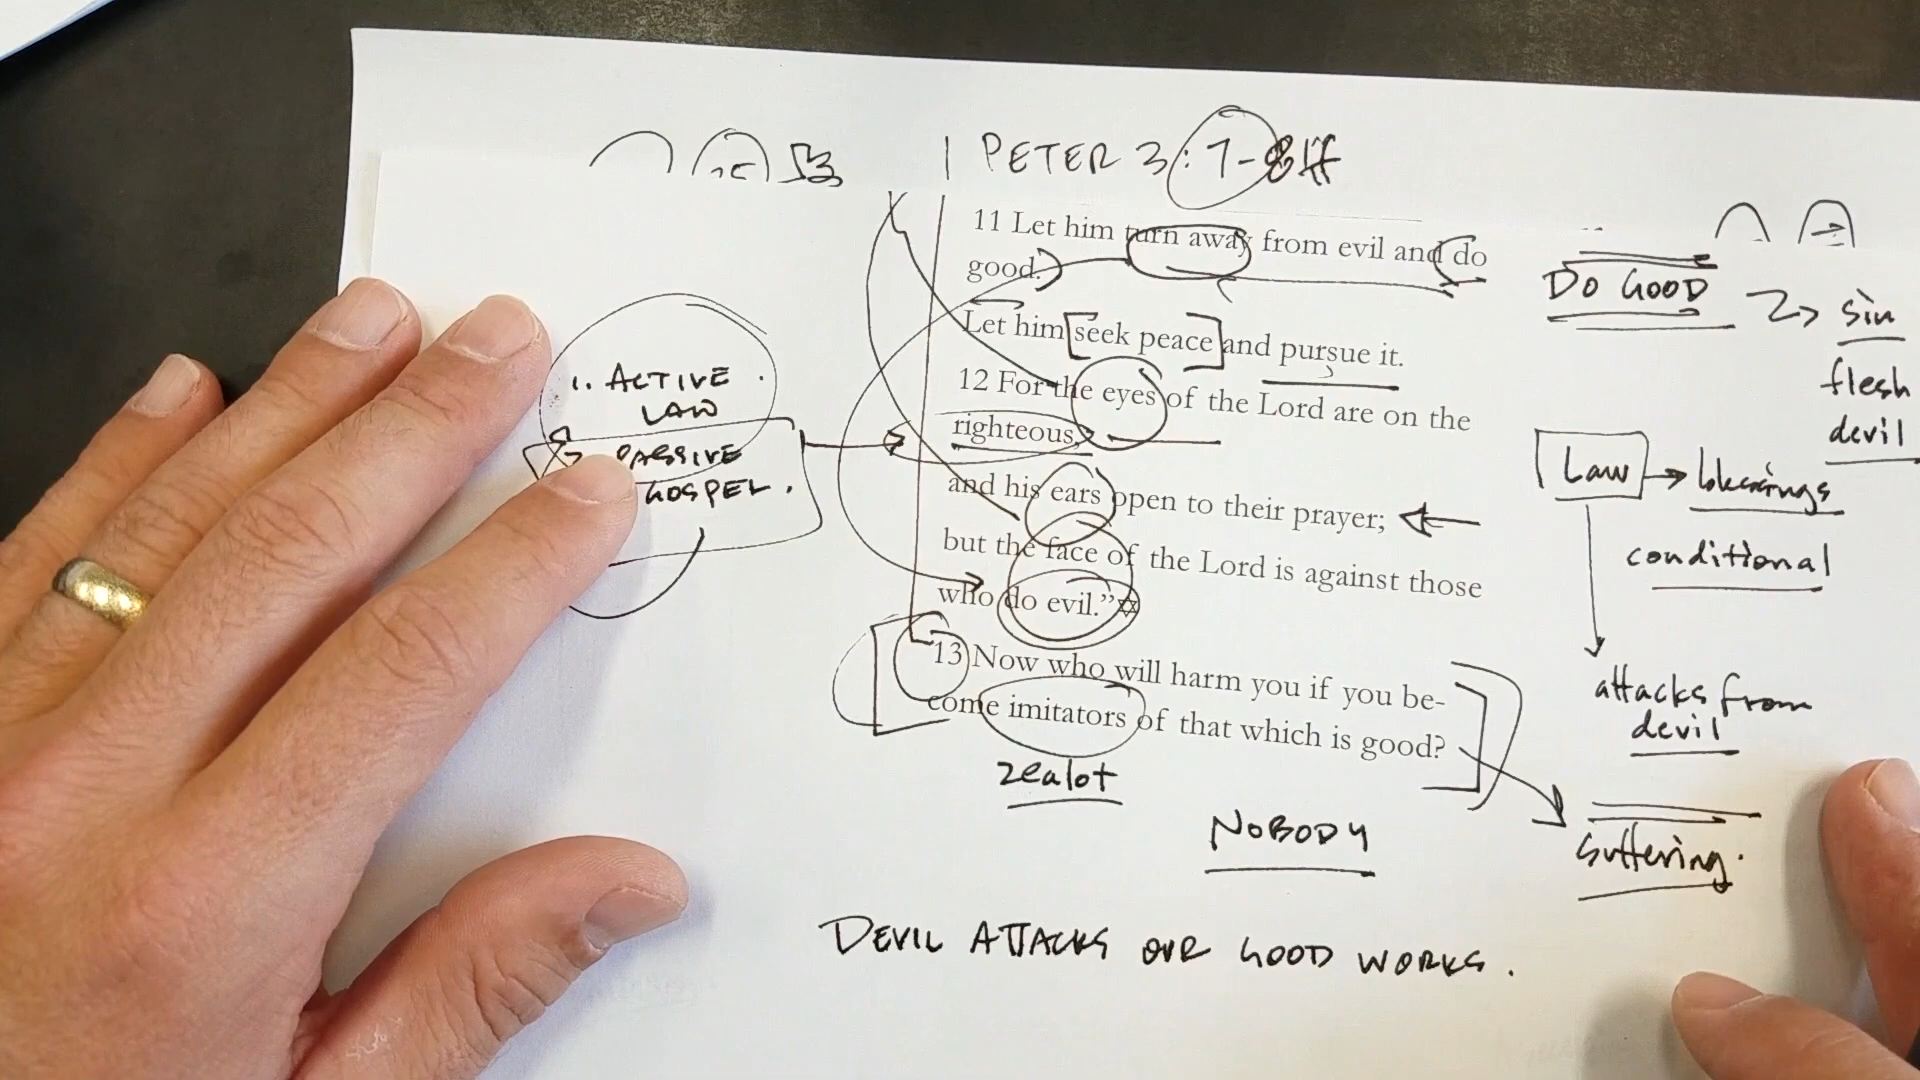 1 PETER 3:7-8ff
11 Let him turn away from evil and do
good.
Let him seek peace and pursue it.
12 For the eyes of the Lord are on the
righteous,
and his ears open to their prayer;
but the face of the Lord is against those
who do evil.”✡
13 Now who will harm you if you be-
come imitators of that which is good?
zealot
NOBODY
DEVIL ATTACKS OUR GOOD WORKS.
1. ACTIVE
LAW
PASSIVE
GOSPEL.
DO GOOD
sin
flesh
devil
Law → blessings
conditional
attacks from
devil
suffering.